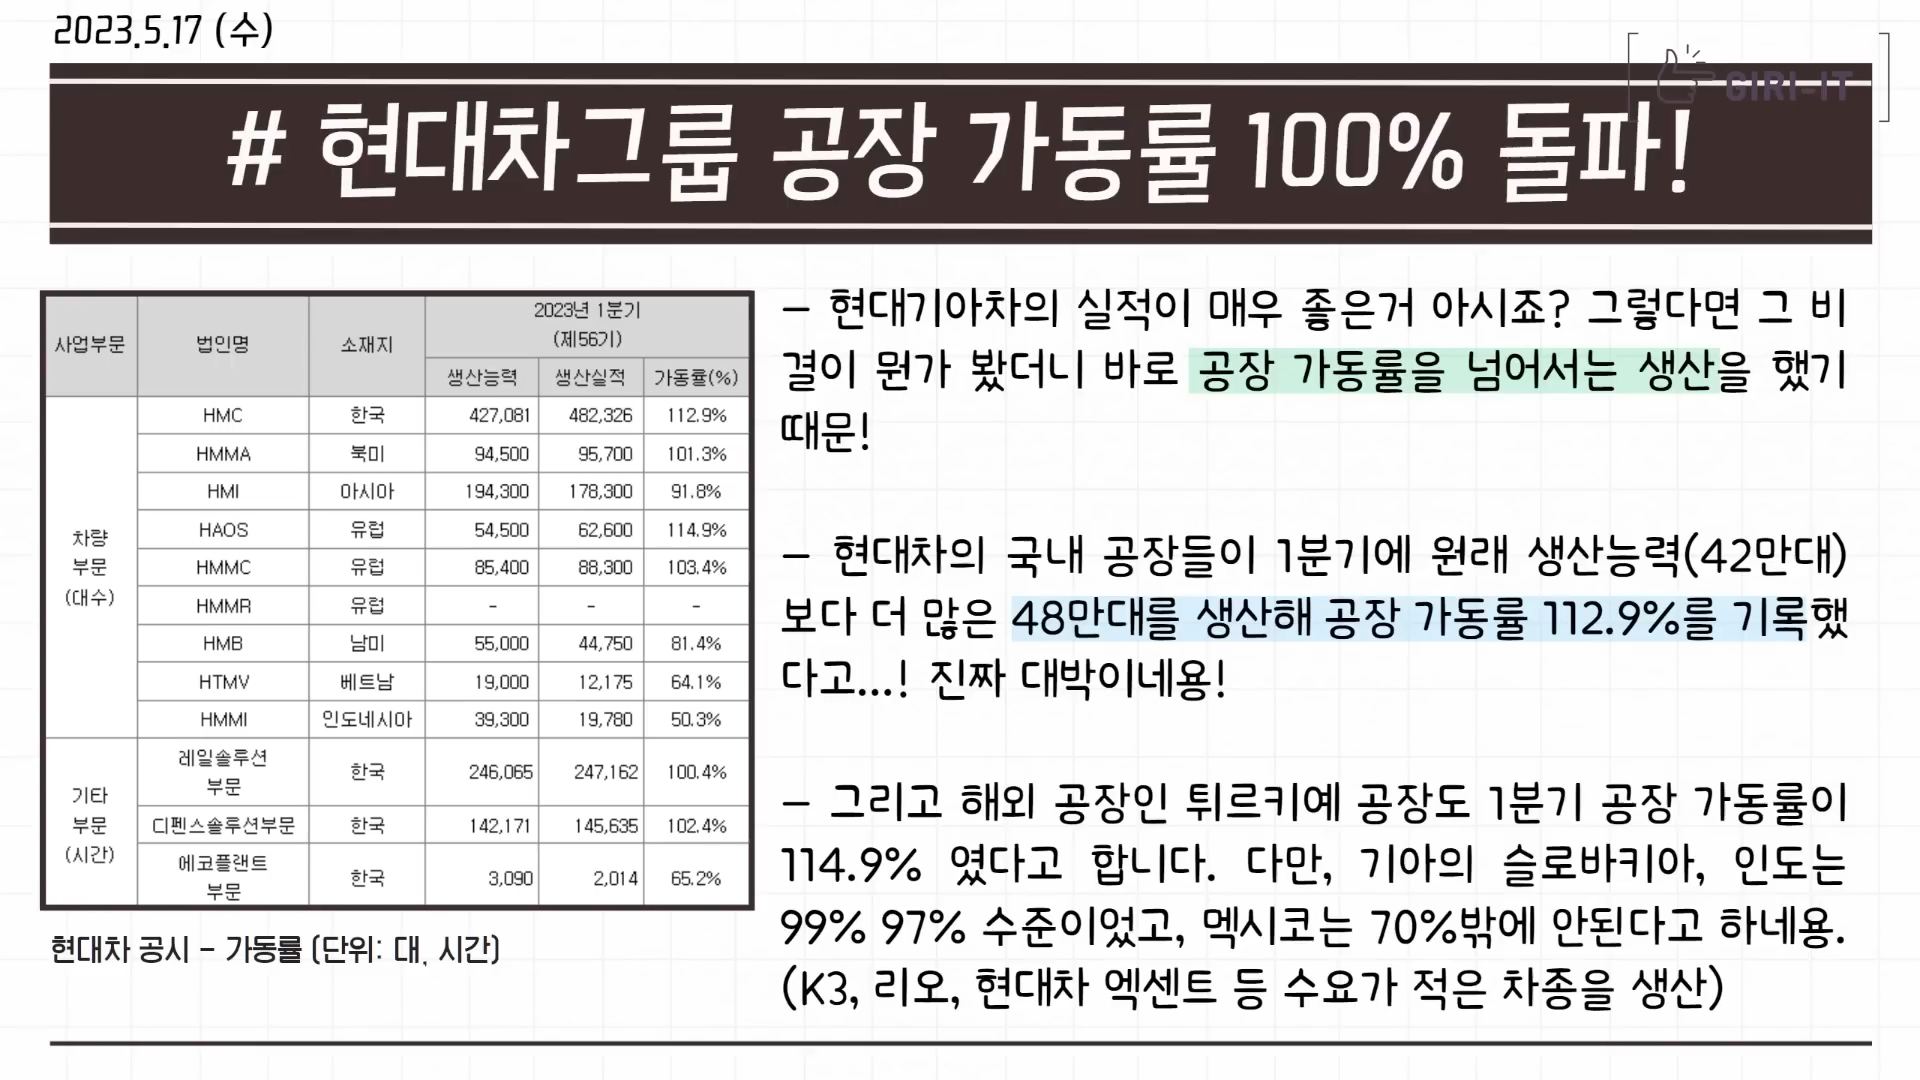 2023.5.17 (수)
GIRI-IT
# 현대차그룹 공장 가동률 100% 돌파!
사업부문 법인명 소재지 2023년 1분기
(제56기)
생산능력 생산실적 가동률(%)
차량
부문
(대수)
HMC 한국 427,081 482,326 112.9%
HMMA 북미 94,500 95,700 101.3%
HMI 아시아 194,300 178,300 91.8%
HAOS 유럽 54,500 62,600 114.9%
HMMC 유럽 85,400 88,300 103.4%
HMMR 유럽 - - -
HMB 남미 55,000 44,750 81.4%
HTMV 베트남 19,000 12,175 64.1%
HMMI 인도네시아 39,300 19,780 50.3%
기타
부문
(시간)
레일솔루션
부문 한국 246,065 247,162 100.4%
디펜스솔루션부문 한국 142,171 145,635 102.4%
에코플랜트
부문 한국 3,090 2,014 65.2%
현대차 공시 - 가동률 (단위: 대, 시간)
- 현대기아차의 실적이 매우 좋은거 아시죠? 그렇다면 그 비
결이 뭔가 봤더니 바로 공장 가동률을 넘어서는 생산을 했기
때문!
- 현대차의 국내 공장들이 1분기에 원래 생산능력(42만대)
보다 더 많은 48만대를 생산해 공장 가동률 112.9%를 기록했
다고...! 진짜 대박이네용!
- 그리고 해외 공장인 튀르키예 공장도 1분기 공장 가동률이
114.9% 였다고 합니다. 다만, 기아의 슬로바키아, 인도는
99% 97% 수준이었고, 멕시코는 70%밖에 안된다고 하네용.
(K3, 리오, 현대차 엑센트 등 수요가 적은 차종을 생산)